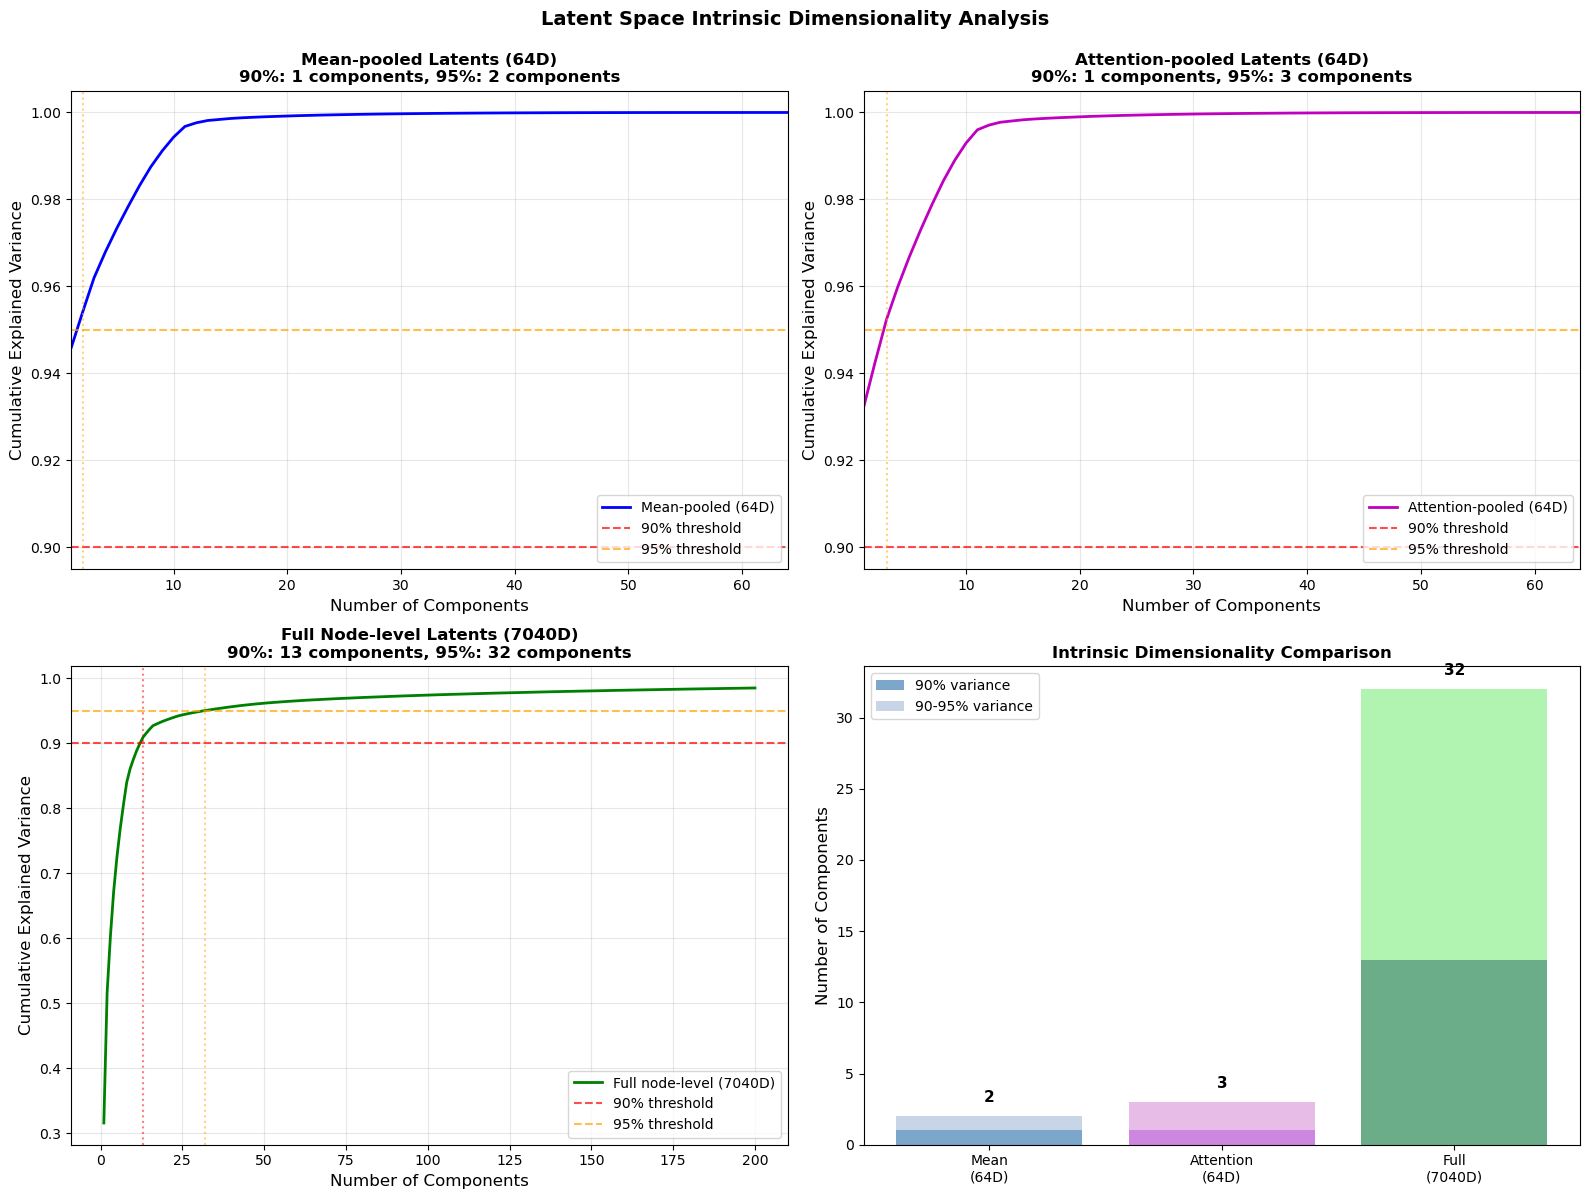 Latent Space Intrinsic Dimensionality Analysis
Mean-pooled Latents (64D)
90%: 1 components, 95%: 2 components
Cumulative Explained Variance
1.00
0.98
0.96
0.94
0.92
0.90
Mean-pooled (64D)
90% threshold
95% threshold
10 20 30 40 50 60
Number of Components
Attention-pooled Latents (64D)
90%: 1 components, 95%: 3 components
Cumulative Explained Variance
1.00
0.98
0.96
0.94
0.92
0.90
Attention-pooled (64D)
90% threshold
95% threshold
10 20 30 40 50 60
Number of Components
Full Node-level Latents (7040D)
90%: 13 components, 95%: 32 components
Cumulative Explained Variance
1.0
0.9
0.8
0.7
0.6
0.5
0.4
0.3
Full node-level (7040D)
90% threshold
95% threshold
0 25 50 75 100 125 150 175 200
Number of Components
Intrinsic Dimensionality Comparison
90% variance
90-95% variance
Number of Components
30
25
20
15
10
5
0
2
3
32
Mean
(64D)
Attention
(64D)
Full
(7040D)